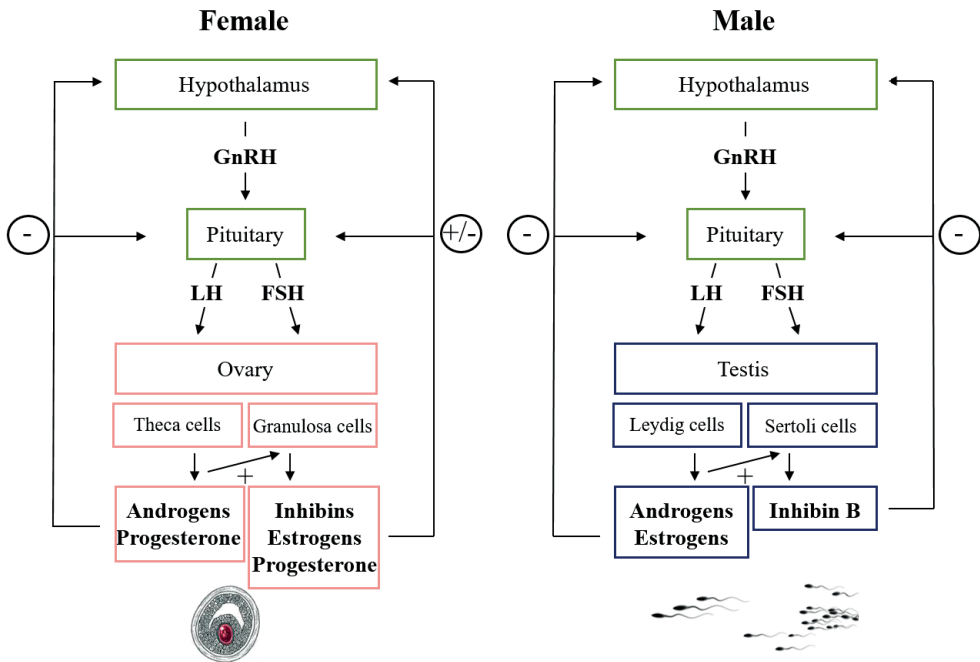 Female
Hypothalamus
GnRH
-
+/-
Pituitary
LH FSH
Ovary
Theca cells Granulosa cells
+
Androgens
Progesterone
Inhibins
Estrogens
Progesterone
Male
Hypothalamus
GnRH
-
-
Pituitary
LH FSH
Testis
Leydig cells Sertoli cells
+
Androgens
Estrogens
Inhibin B